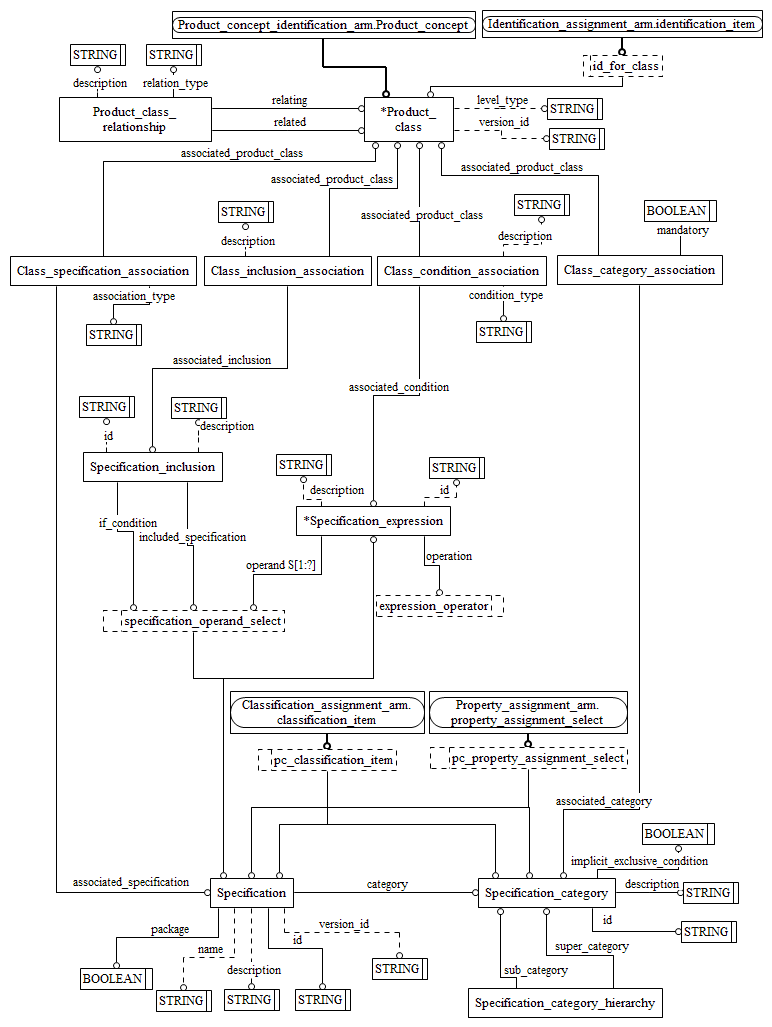 Product_concept_identification_arm.Product_concept
Identification_assignment_arm.identification_item
STRING
STRING
id_for_class
description
relation_type
Product_class_
relationship
relating
related
*Product_
class
level_type
STRING
version_id
STRING
associated_product_class
associated_product_class
associated_product_class
associated_product_class
STRING
description
STRING
description
BOOLEAN
mandatory
Class_specification_association
Class_inclusion_association
Class_condition_association
Class_category_association
association_type
STRING
condition_type
STRING
associated_inclusion
associated_condition
STRING
id
STRING
description
Specification_inclusion
STRING
description
STRING
id
*Specification_expression
if_condition
included_specification
operand S[1:?]
operation
specification_operand_select
expression_operator
Classification_assignment_arm.
classification_item
Property_assignment_arm.
property_assignment_select
pc_classification_item
pc_property_assignment_select
associated_category
BOOLEAN
implicit_exclusive_condition
associated_specification
Specification
category
Specification_category
description
STRING
id
STRING
package
name
description
id
version_id
super_category
sub_category
BOOLEAN
STRING
STRING
STRING
STRING
Specification_category_hierarchy